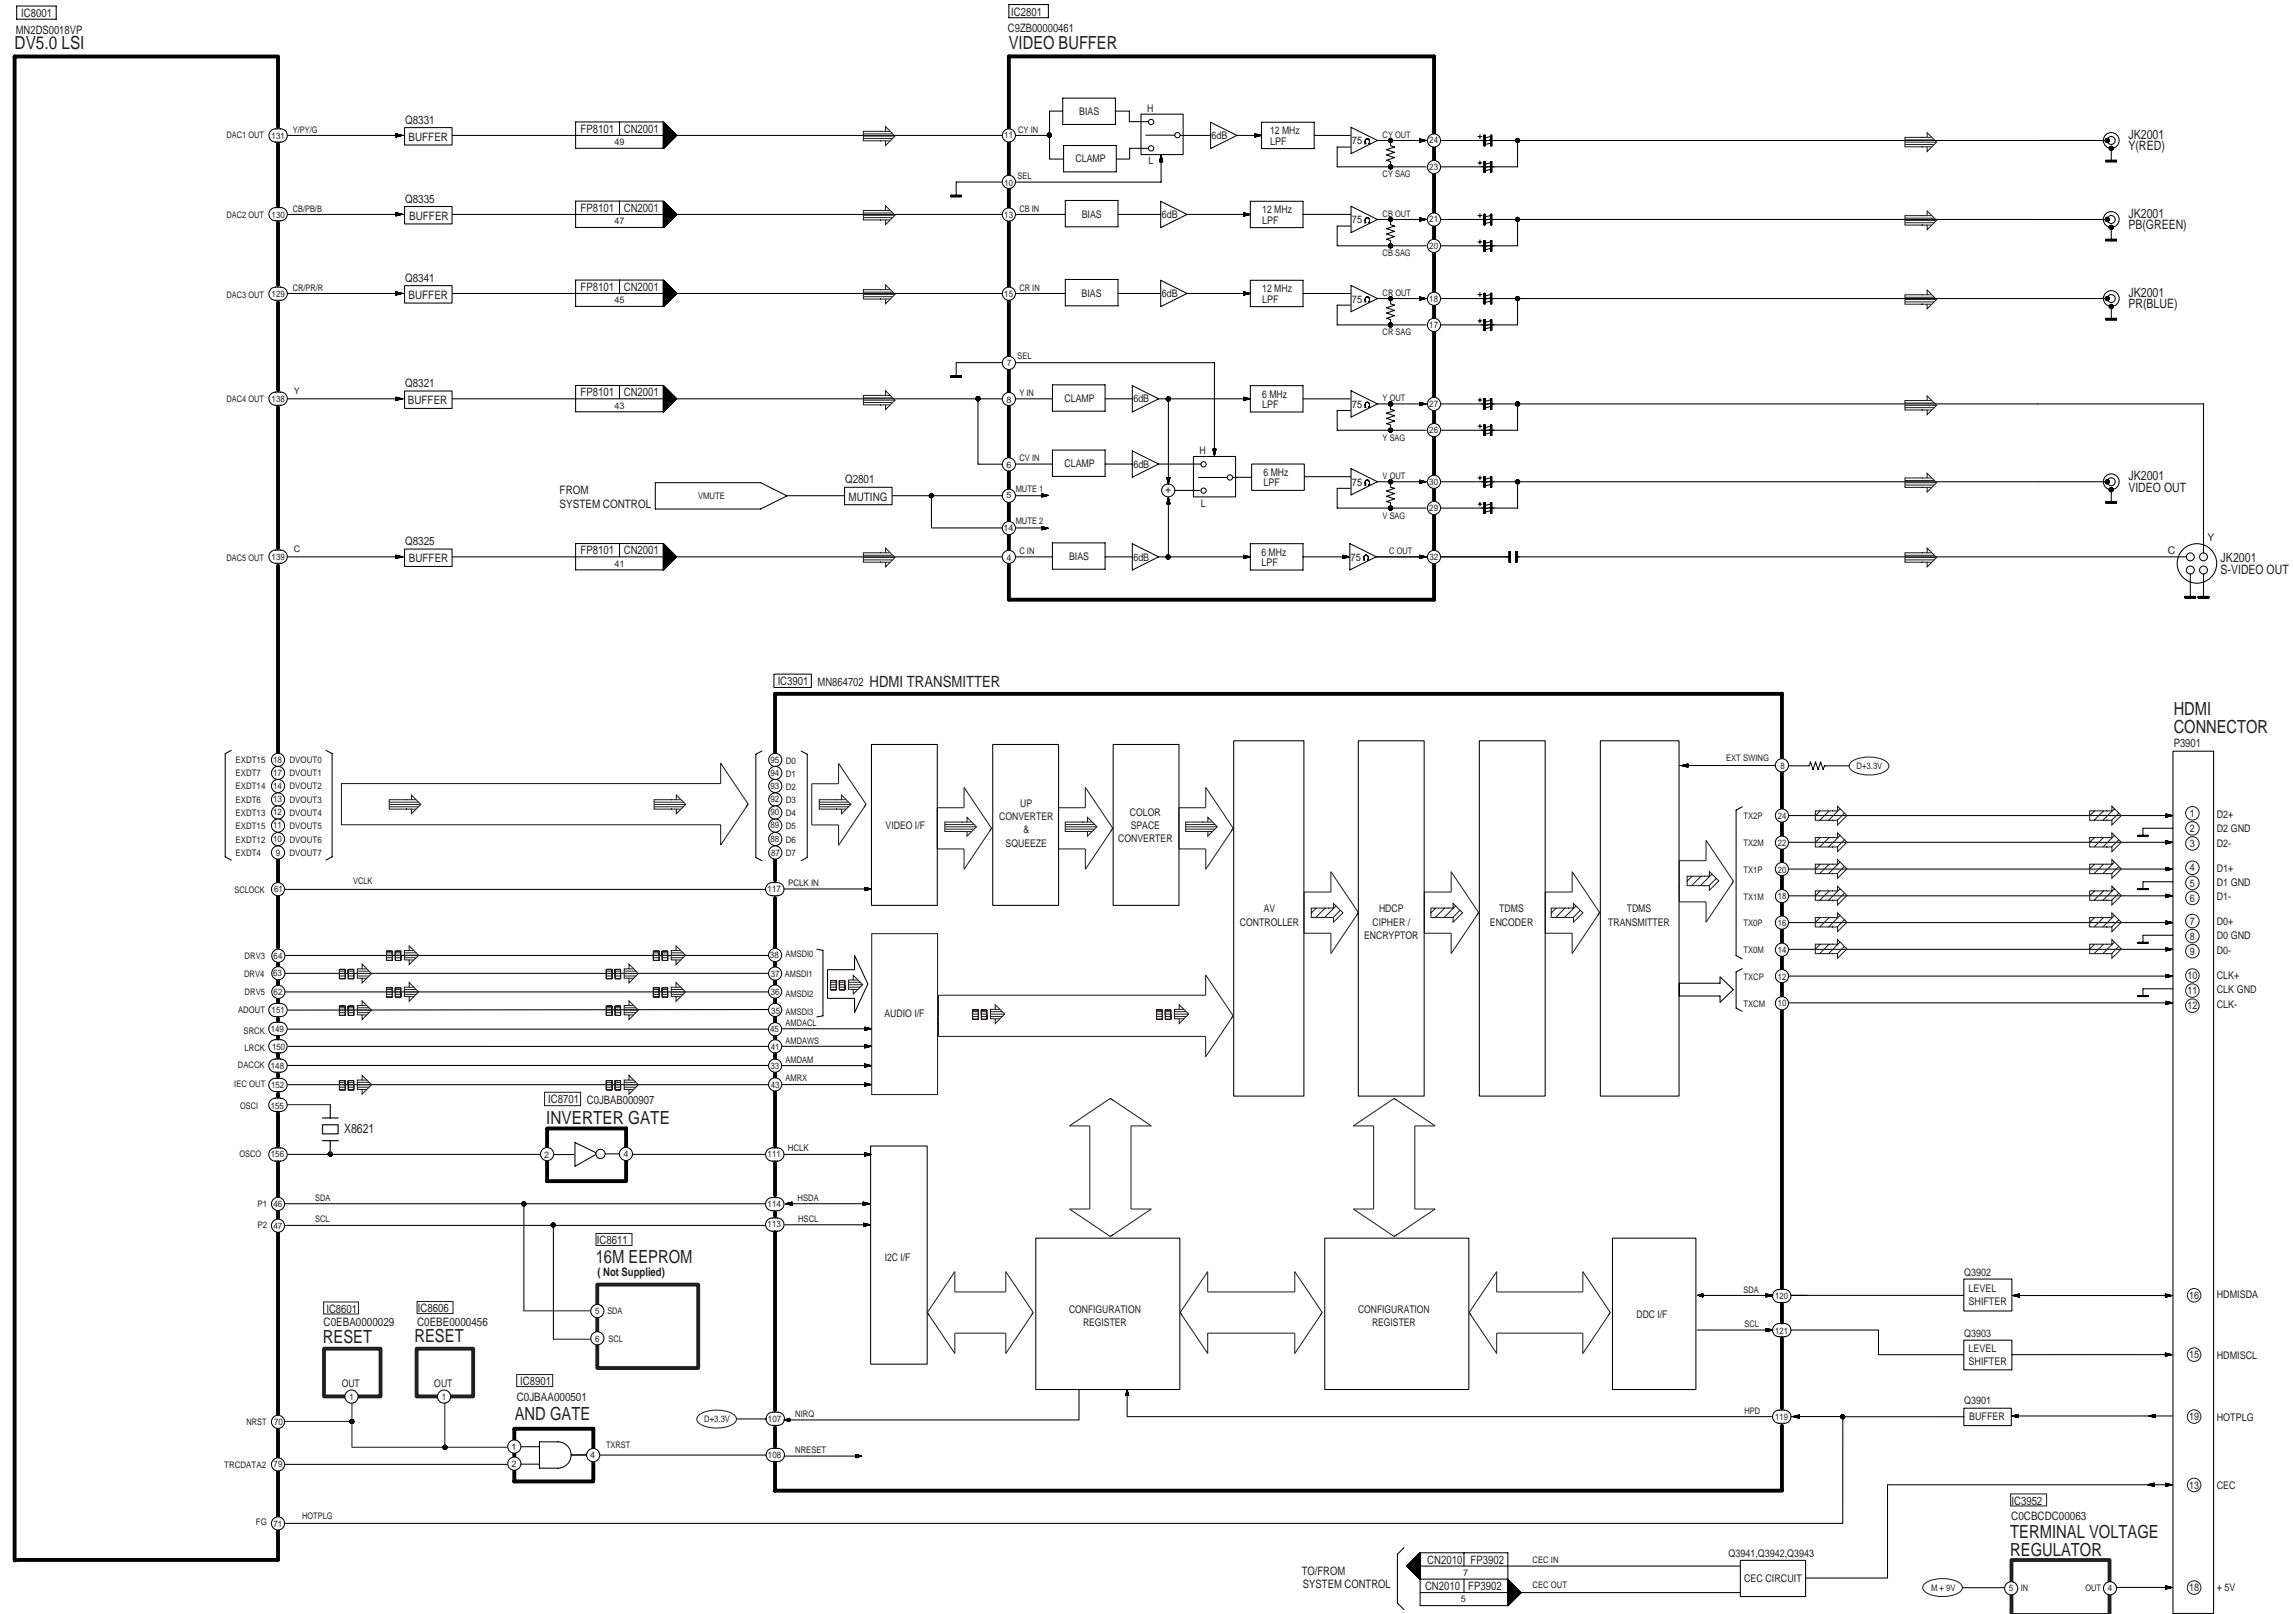 IC8001
MN2DS0018VP
DV5.0 LSI
IC2801
C9ZB00000461
VIDEO BUFFER
DAC1 OUT 131 Y/PY/G
Q8331
BUFFER
FP8101 CN2001
49
11 CY IN
BIAS
CLAMP
H
L
6dB
12 MHz
LPF
75Ω
CY OUT
24
23
CY SAG
JK2001
Y(RED)
10 SEL
DAC2 OUT 130 CB/PB/B
Q8335
BUFFER
FP8101 CN2001
47
13 CB IN
BIAS
6dB
12 MHz
LPF
75Ω
CB OUT
21
20
CB SAG
JK2001
PB(GREEN)
DAC3 OUT 129 CR/PR/R
Q8341
BUFFER
FP8101 CN2001
45
15 CR IN
BIAS
6dB
12 MHz
LPF
75Ω
CR OUT
18
17
CR SAG
JK2001
PR(BLUE)
7 SEL
DAC4 OUT 138 Y
Q8321
BUFFER
FP8101 CN2001
43
8 Y IN
CLAMP
6dB
6 MHz
LPF
75Ω
Y OUT
27
26
Y SAG
6 CV IN
CLAMP
6dB
H
L
+
6 MHz
LPF
75Ω
V OUT
30
29
V SAG
JK2001
VIDEO OUT
FROM
SYSTEM CONTROL
VMUTE
Q2801
MUTING
5 MUTE 1
14 MUTE 2
DAC5 OUT 139 C
Q8325
BUFFER
FP8101 CN2001
41
4 C IN
BIAS
6dB
6 MHz
LPF
75Ω
C OUT
32
C
Y
JK2001
S-VIDEO OUT
IC3901 MN864702 HDMI TRANSMITTER
HDMI
CONNECTOR
P3901
EXDT15 18 DVOUT0
EXDT7 17 DVOUT1
EXDT14 14 DVOUT2
EXDT6 13 DVOUT3
EXDT13 12 DVOUT4
EXDT15 11 DVOUT5
EXDT12 10 DVOUT6
EXDT4 9 DVOUT7
95 D0
94 D1
93 D2
92 D3
90 D4
89 D5
88 D6
87 D7
VIDEO I/F
UP
CONVERTER
&
SQUEEZE
COLOR
SPACE
CONVERTER
AV
CONTROLLER
HDCP
CIPHER /
ENCRYPTOR
TDMS
ENCODER
TDMS
TRANSMITTER
EXT SWING 8
D+3.3V
TX2P 24
TX2M 22
TX1P 20
TX1M 18
TX0P 16
TX0M 14
TXCP 12
TXCM 10
1 D2+
2 D2 GND
3 D2-
4 D1+
5 D1 GND
6 D1-
7 D0+
8 D0 GND
9 D0-
10 CLK+
11 CLK GND
12 CLK-
SCLOCK 61 VCLK
117 PCLK IN
DRV3 64
DRV4 63
DRV5 62
ADOUT 151
SRCK 149
LRCK 150
DACCK 148
IEC OUT 152
OSCI 155
X8621
OSCO 156
38 AMSDI0
37 AMSDI1
36 AMSDI2
35 AMSDI3
45 AMDACL
41 AMDAWS
33 AMDAM
43 AMRX
AUDIO I/F
IC8701 C0JBAB000907
INVERTER GATE
2
4
111 HCLK
P1 46 SDA
P2 47 SCL
114 HSDA
113 HSCL
I2C I/F
IC8611
16M EEPROM
( Not Supplied)
5 SDA
6 SCL
CONFIGURATION
REGISTER
CONFIGURATION
REGISTER
DDC I/F
SDA 120
SCL 121
Q3902
LEVEL
SHIFTER
Q3903
LEVEL
SHIFTER
16 HDMISDA
15 HDMISCL
IC8601
C0EBA0000029
RESET
OUT
1
IC8606
C0EBE0000456
RESET
OUT
1
IC8901
C0JBAA000501
AND GATE
1
2
4
TXRST
NRST 70
TRCDATA2 79
D+3.3V
107 NIRQ
108 NRESET
HPD 119
Q3901
BUFFER
19 HOTPLG
FG 71 HOTPLG
13 CEC
TO/FROM
SYSTEM CONTROL
CN2010 FP3902
7
CEC IN
CN2010 FP3902
5
CEC OUT
Q3941,Q3942,Q3943
CEC CIRCUIT
IC3952
C0CBCDC00063
TERMINAL VOLTAGE
REGULATOR
M + 9V
5 IN
OUT 4
18 + 5V